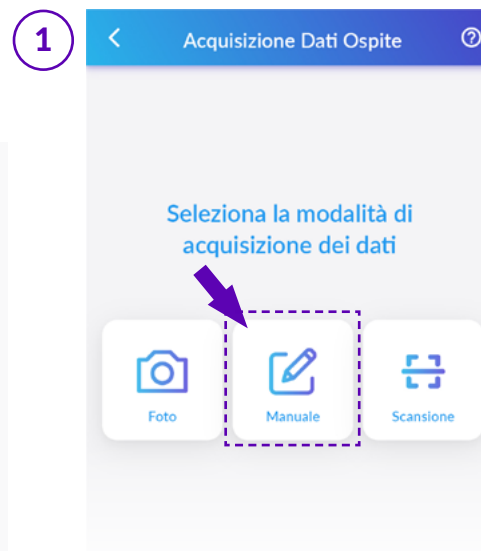 1
Acquisizione Dati Ospite
Seleziona la modalità di
acquisizione dei dati
Foto
Manuale
Scansione